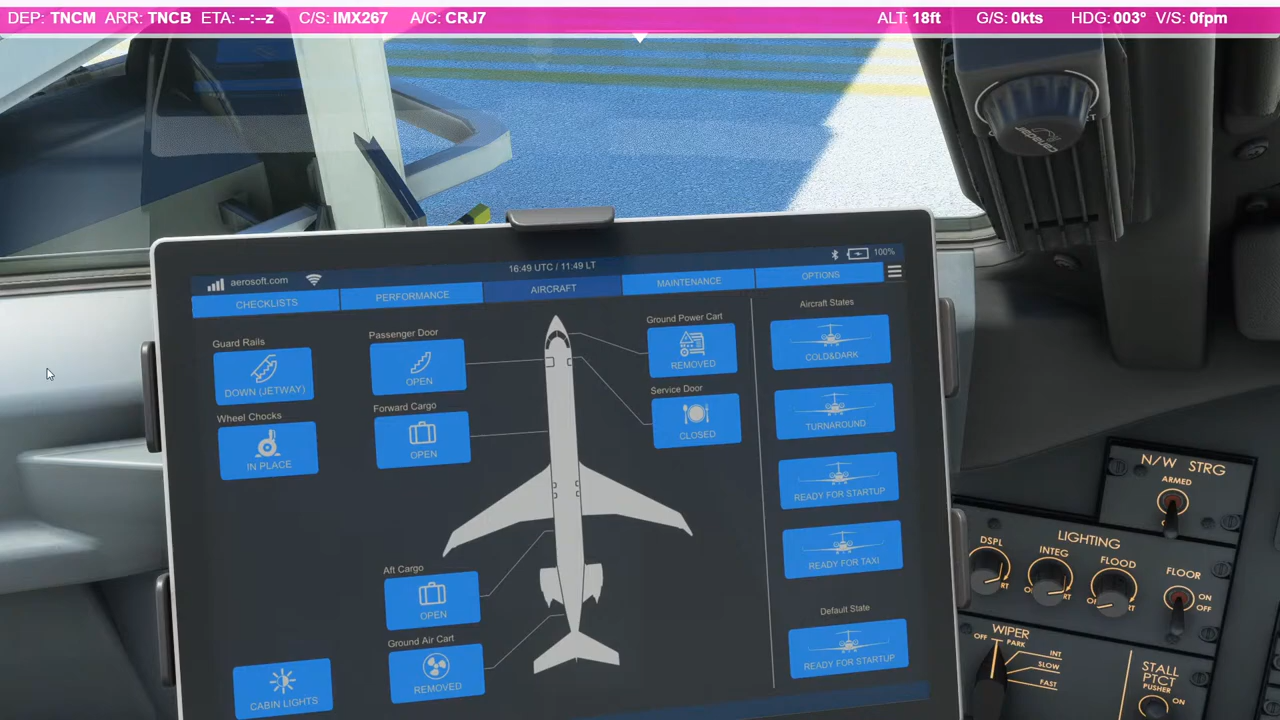 DEP: TNCM ARR: TNCB ETA: --:--z C/S: IMX267 A/C: CRJ7 ALT: 18ft G/S: 0kts HDG: 003° V/S: 0fpm
aerosoft.com
16:49 UTC / 11:49 LT
100%
CHECKLISTS
PERFORMANCE
AIRCRAFT
MAINTENANCE
OPTIONS
Guard Rails
DOWN (JETWAY)
Wheel Chocks
IN PLACE
CABIN LIGHTS
Passenger Door
OPEN
Forward Cargo
OPEN
Aft Cargo
OPEN
Ground Air Cart
REMOVED
Ground Power Cart
REMOVED
Service Door
CLOSED
Aircraft States
COLD&DARK
TURNAROUND
READY FOR STARTUP
READY FOR TAXI
Default State
READY FOR STARTUP
N/W STRG
ARMED
LIGHTING
DSPL
INTEG
FLOOD
FLOOR
ON
OFF
BRT
BRT
WIPER
OFF
PARK
INT
SLOW
FAST
STALL
PTCT
PUSHER
ON